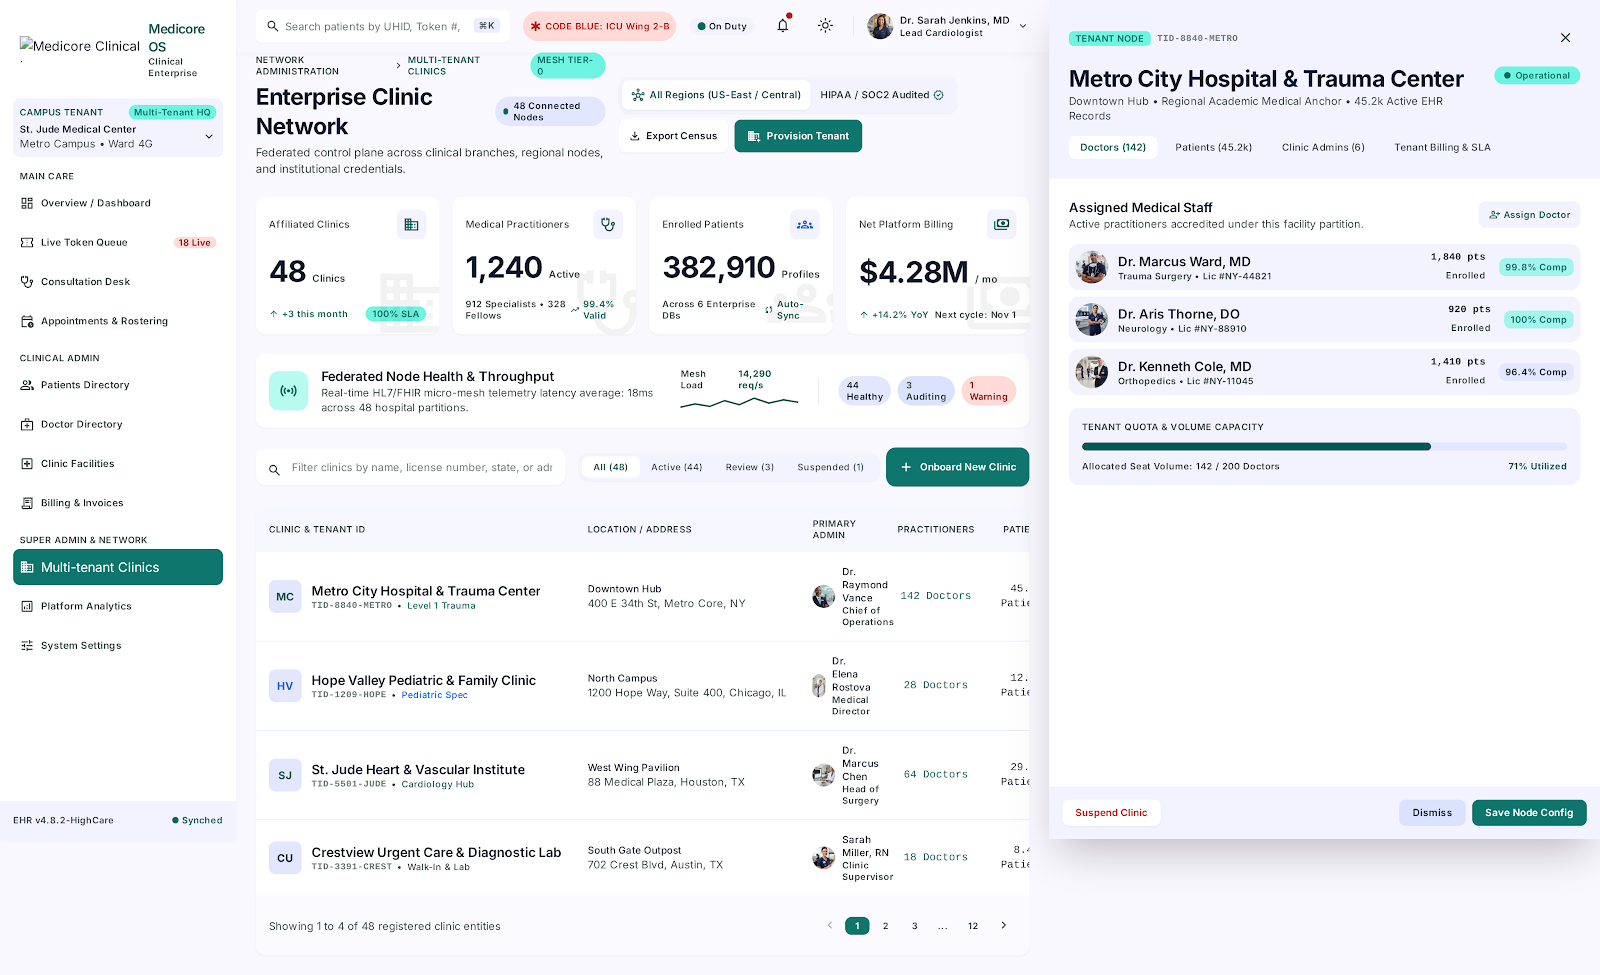 Medicore Clinical
Medicore OS
Clinical Enterprise
CAMPUS TENANT
Multi-Tenant HQ
St. Jude Medical Center
Metro Campus • Ward 4G
MAIN CARE
Overview / Dashboard
Live Token Queue
18 Live
Consultation Desk
Appointments & Rostering
CLINICAL ADMIN
Patients Directory
Doctor Directory
Clinic Facilities
Billing & Invoices
SUPER ADMIN & NETWORK
Multi-tenant Clinics
Platform Analytics
System Settings
EHR v4.8.2-HighCare
Synched
Search patients by UHID, Token #,
⌘K
CODE BLUE: ICU Wing 2-B
On Duty
Dr. Sarah Jenkins, MD
Lead Cardiologist
NETWORK ADMINISTRATION
MULTI-TENANT CLINICS
MESH TIER-0
Enterprise Clinic Network
48 Connected Nodes
Federated control plane across clinical branches, regional nodes,
and institutional credentials.
All Regions (US-East / Central)
HIPAA / SOC2 Audited
Export Census
Provision Tenant
Affiliated Clinics
48 Clinics
+3 this month
100% SLA
Medical Practitioners
1,240 Active
912 Specialists • 328 Fellows
99.4% Valid
Enrolled Patients
382,910 Profiles
Across 6 Enterprise DBs
Auto-Sync
Net Platform Billing
$4.28M / mo
+14.2% YoY
Next cycle: Nov 1
Federated Node Health & Throughput
Real-time HL7/FHIR micro-mesh telemetry latency average: 18ms
across 48 hospital partitions.
Mesh Load
14,290 req/s
44 Healthy
3 Auditing
1 Warning
Filter clinics by name, license number, state, or adr
All (48)
Active (44)
Review (3)
Suspended (1)
Onboard New Clinic
CLINIC & TENANT ID
LOCATION / ADDRESS
PRIMARY ADMIN
PRACTITIONERS
PATIE
MC
Metro City Hospital & Trauma Center
TID-8840-METRO • Level 1 Trauma
Downtown Hub
400 E 34th St, Metro Core, NY
Dr. Raymond Vance
Chief of Operations
142 Doctors
45.
Patie
HV
Hope Valley Pediatric & Family Clinic
TID-1209-HOPE • Pediatric Spec
North Campus
1200 Hope Way, Suite 400, Chicago, IL
Dr. Elena Rostova
Medical Director
28 Doctors
12.
Patie
SJ
St. Jude Heart & Vascular Institute
TID-5501-JUDE • Cardiology Hub
West Wing Pavilion
88 Medical Plaza, Houston, TX
Dr. Marcus Chen
Head of Surgery
64 Doctors
29.
Patie
CU
Crestview Urgent Care & Diagnostic Lab
TID-3391-CREST • Walk-In & Lab
South Gate Outpost
702 Crest Blvd, Austin, TX
Sarah Miller, RN
Clinic Supervisor
18 Doctors
8.4
Patie
Showing 1 to 4 of 48 registered clinic entities
1 2 3 ... 12
TENANT NODE
TID-8840-METRO
Metro City Hospital & Trauma Center
Operational
Downtown Hub • Regional Academic Medical Anchor • 45.2k Active EHR
Records
Doctors (142)
Patients (45.2k)
Clinic Admins (6)
Tenant Billing & SLA
Assigned Medical Staff
Active practitioners accredited under this facility partition.
Assign Doctor
Dr. Marcus Ward, MD
Trauma Surgery • Lic #NY-44821
1,840 pts
Enrolled
99.8% Comp
Dr. Aris Thorne, DO
Neurology • Lic #NY-88910
920 pts
Enrolled
100% Comp
Dr. Kenneth Cole, MD
Orthopedics • Lic #NY-11045
1,410 pts
Enrolled
96.4% Comp
TENANT QUOTA & VOLUME CAPACITY
Allocated Seat Volume: 142 / 200 Doctors
71% Utilized
Suspend Clinic
Dismiss
Save Node Config